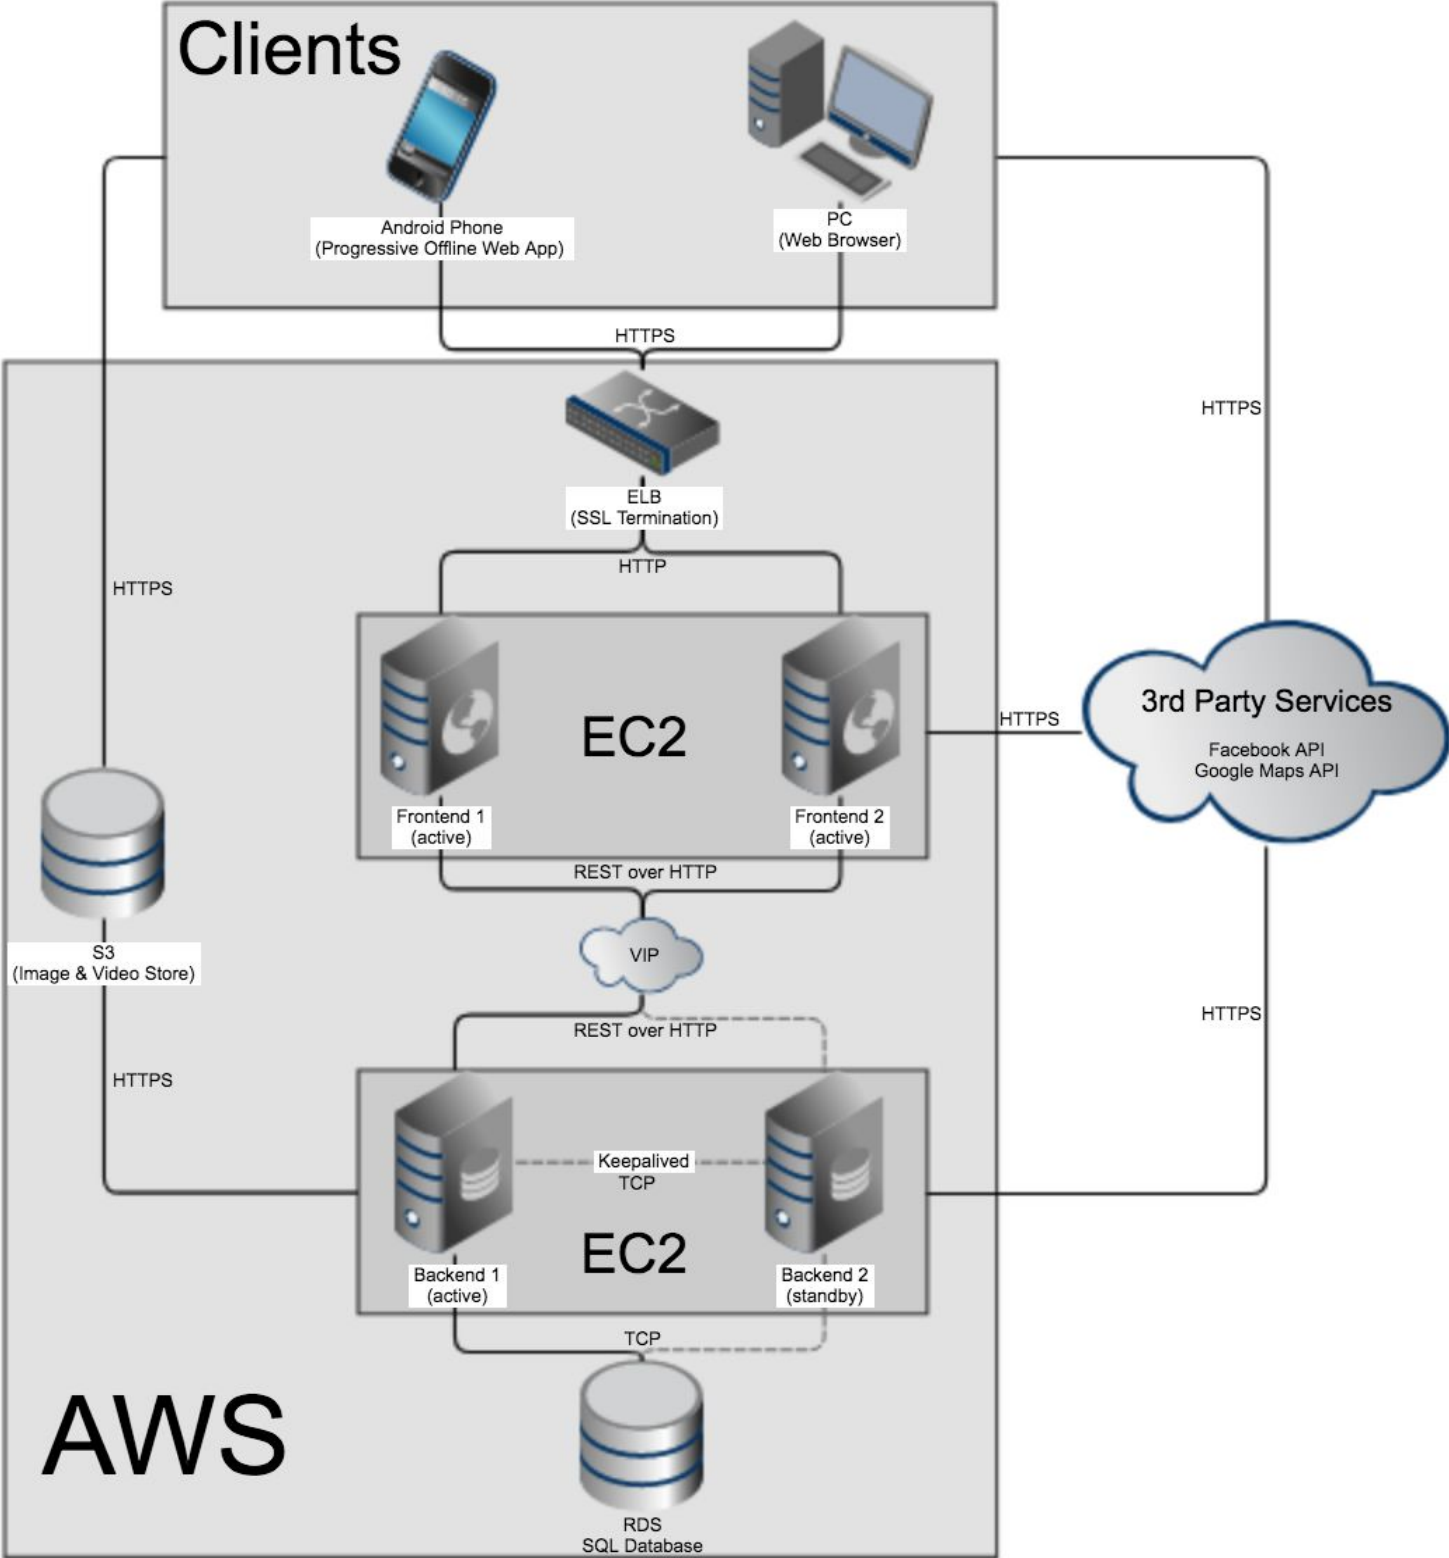 Clients
Android Phone
(Progressive Offline Web App)
PC
(Web Browser)
HTTPS
HTTPS
ELB
(SSL Termination)
HTTP
HTTPS
EC2
3rd Party Services
Facebook API
Google Maps API
HTTPS
Frontend 1
(active)
Frontend 2
(active)
REST over HTTP
VIP
S3
(Image & Video Store)
REST over HTTP
HTTPS
HTTPS
Keepalived
TCP
EC2
Backend 1
(active)
Backend 2
(standby)
TCP
AWS
RDS
SQL Database